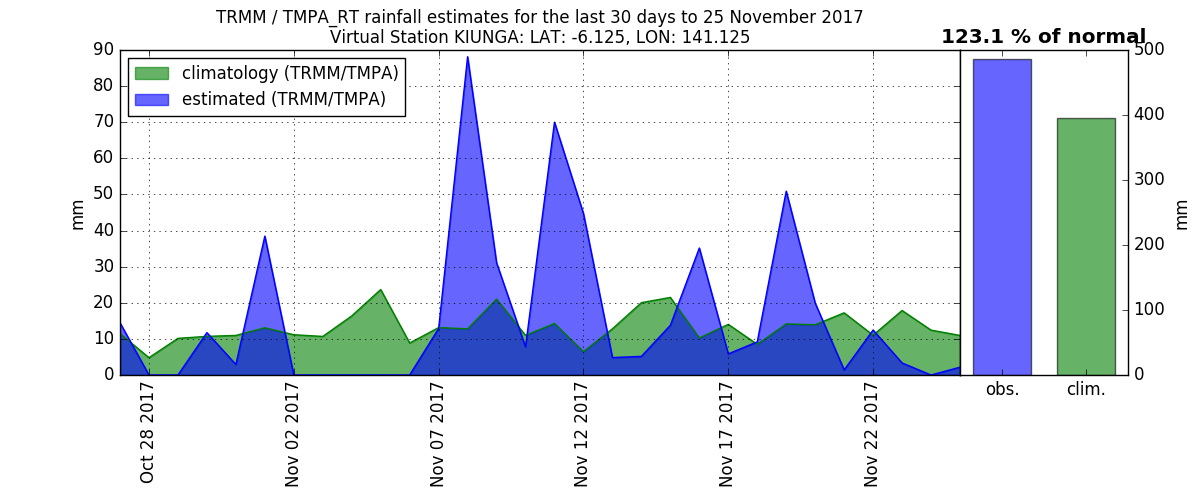 TRMM / TMPA_RT rainfall estimates for the last 30 days to 25 November 2017
Virtual Station KIUNGA: LAT: -6.125, LON: 141.125
123.1 % of normal
climatology (TRMM/TMPA)
estimated (TRMM/TMPA)
mm
90
80
70
60
50
40
30
20
10
0
Oct 28 2017
Nov 02 2017
Nov 07 2017
Nov 12 2017
Nov 17 2017
Nov 22 2017
obs.
clim.
500
400
300
200
100
0
mm